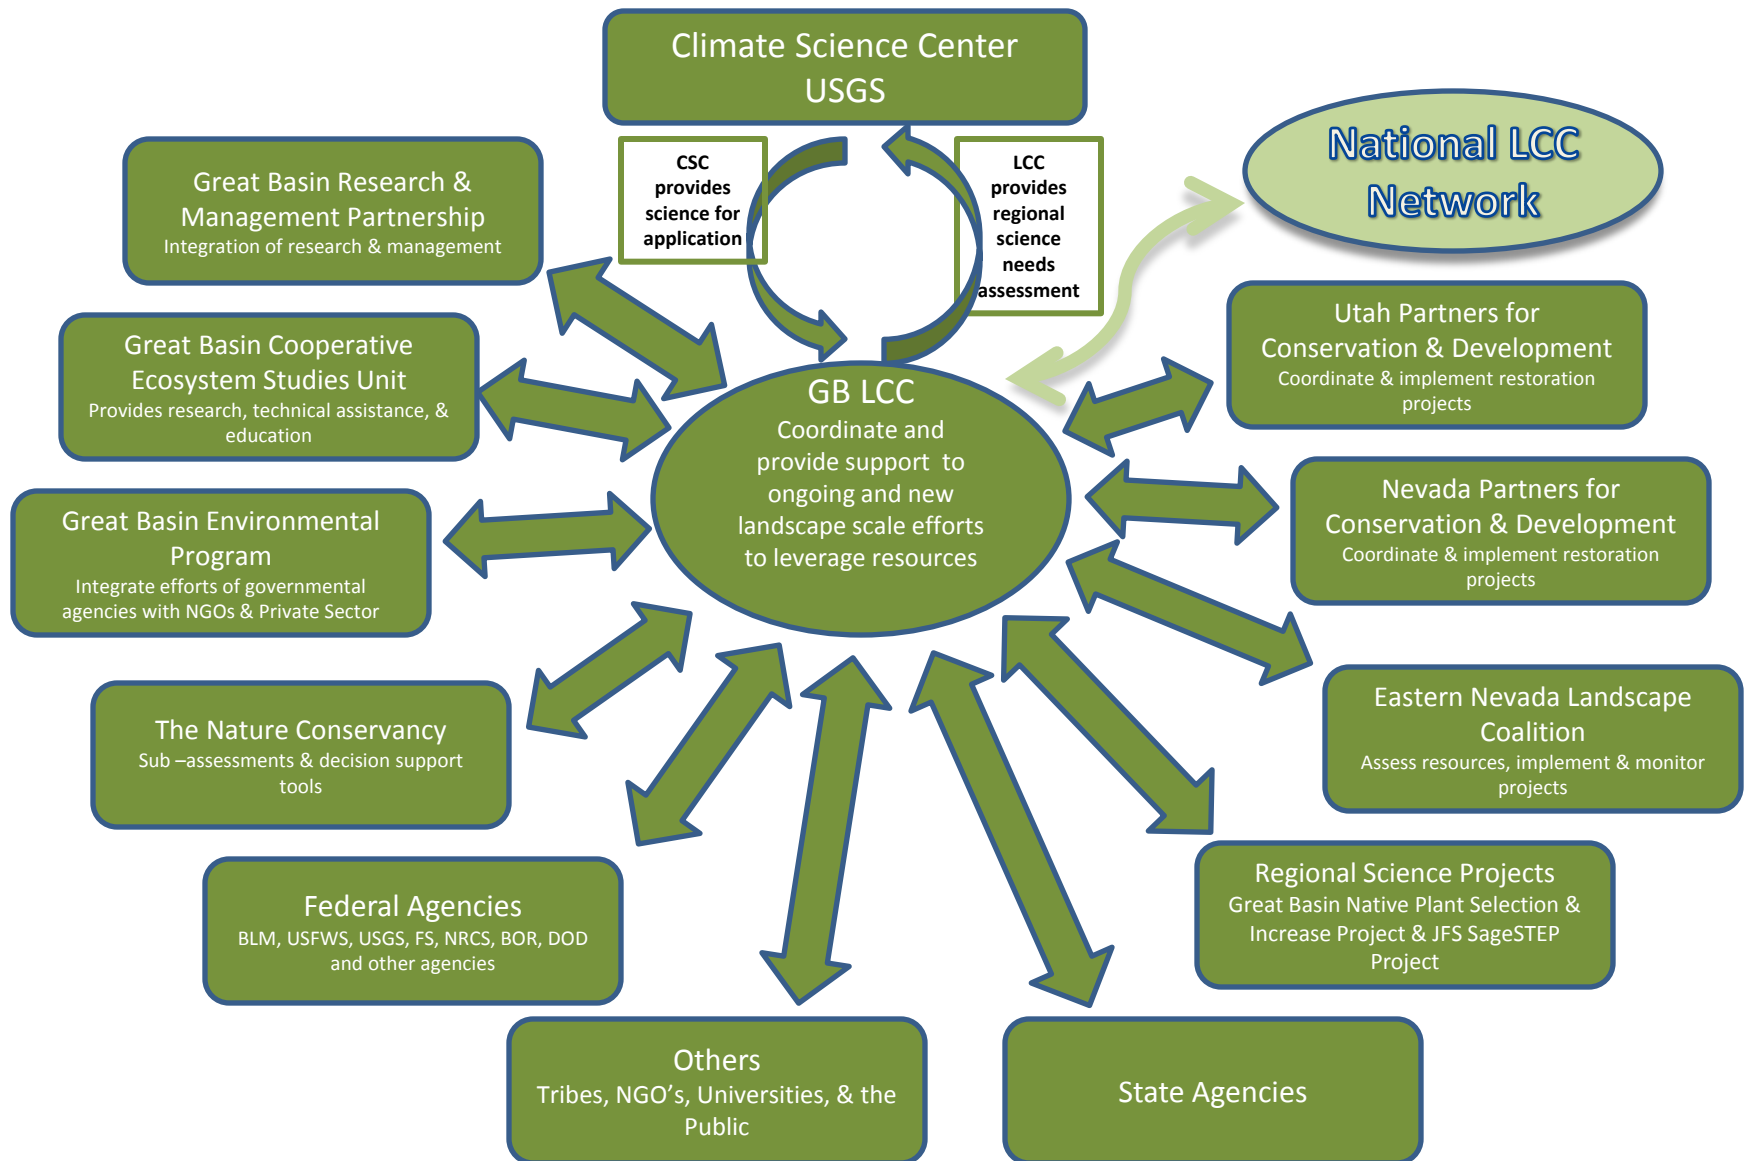 Climate Science Center
USGS
CSC
provides
science for
application
LCC
provides
regional
science
needs
assessment
National LCC
Network
Great Basin Research &
Management Partnership
Integration of research & management
Great Basin Cooperative
Ecosystem Studies Unit
Provides research, technical assistance, &
education
Great Basin Environmental
Program
Integrate efforts of governmental
agencies with NGOs & Private Sector
GB LCC
Coordinate and
provide support to
ongoing and new
landscape scale efforts
to leverage resources
Utah Partners for
Conservation & Development
Coordinate & implement restoration
projects
Nevada Partners for
Conservation & Development
Coordinate & implement restoration
projects
Eastern Nevada Landscape
Coalition
Assess resources, implement & monitor
projects
The Nature Conservancy
Sub –assessments & decision support
tools
Federal Agencies
BLM, USFWS, USGS, FS, NRCS, BOR, DOD
and other agencies
Regional Science Projects
Great Basin Native Plant Selection &
Increase Project & JFS SageSTEP
Project
Others
Tribes, NGO’s, Universities, & the
Public
State Agencies